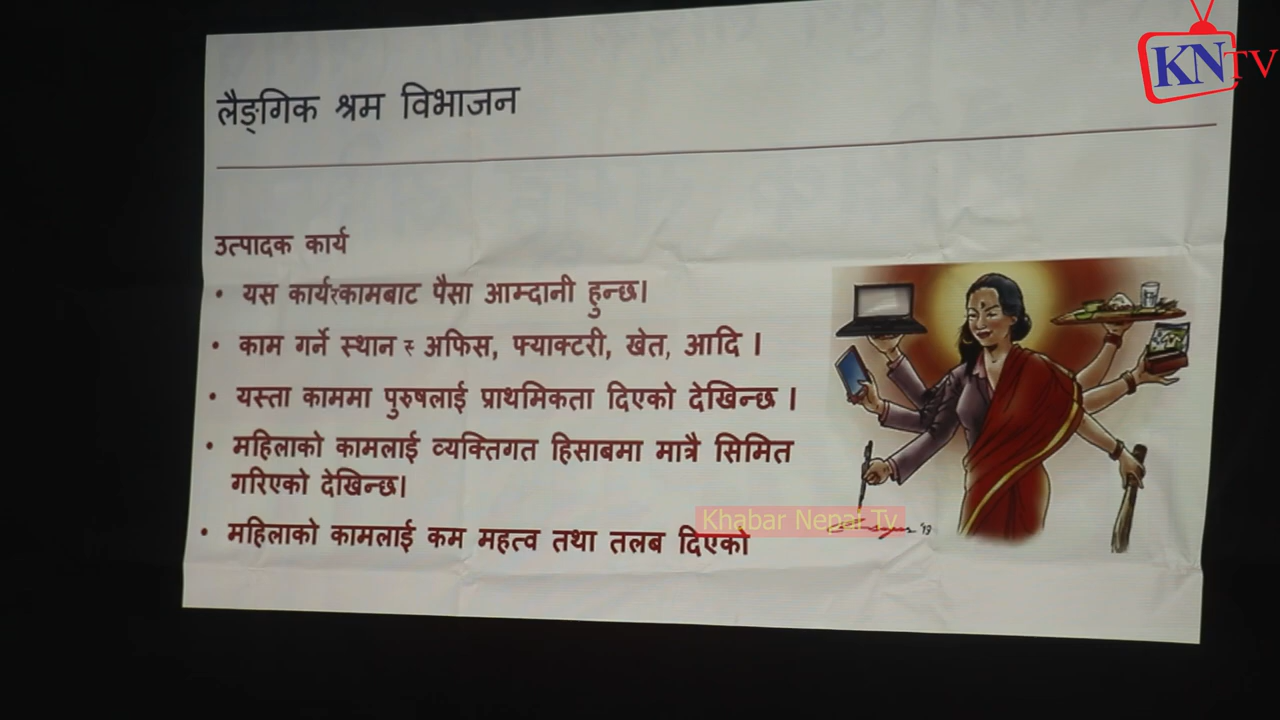 KNTV
लैङ्गिक श्रम विभाजन
उत्पादक कार्य
• यस कार्यरकामबाट पैसा आम्दानी हुन्छ।
• काम गर्ने स्थान रु अफिस, फ्याक्टरी, खेत, आदि ।
• यस्ता काममा पुरुषलाई प्राथमिकता दिएको देखिन्छ ।
• महिलाको कामलाई व्यक्तिगत हिसाबमा मात्रै सिमित
गरिएको देखिन्छ।
Khabar Nepal Tv
• महिलाको कामलाई कम महत्व तथा तलब दिएको